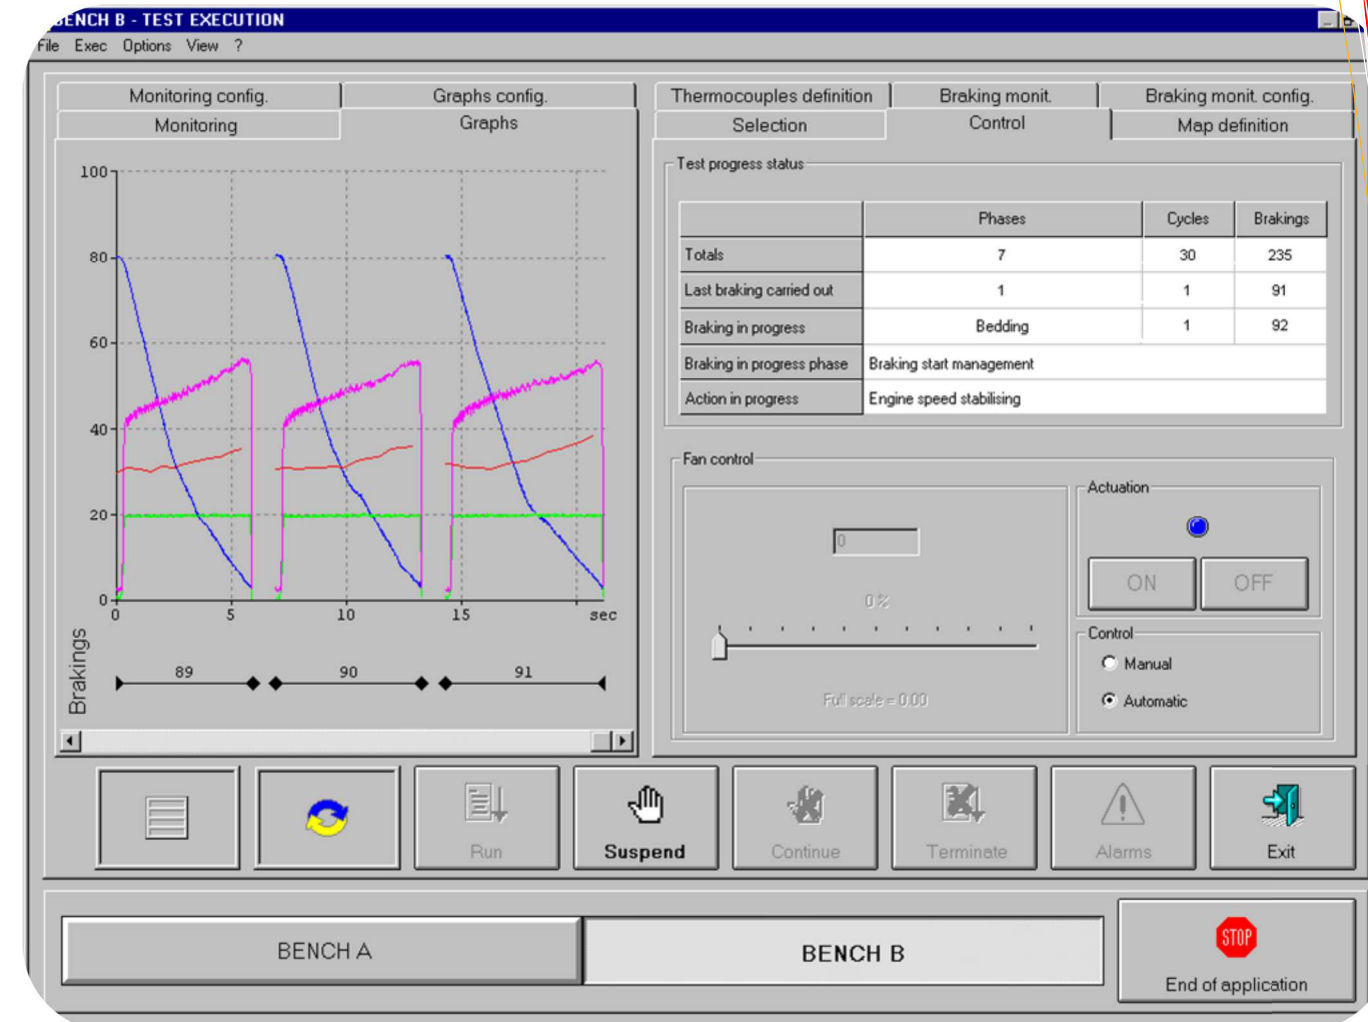 BENCH B - TEST EXECUTION
File Exec Options View ?
Monitoring config. Graphs config.
Monitoring Graphs
100
80
60
40
20
0
0 5 10 15 sec
Brakings
89 90 91
Thermocouples definition Braking monit. Braking monit. config.
Selection Control Map definition
Test progress status
Phases Cycles Brakings
Totals 7 30 235
Last braking carried out 1 1 91
Braking in progress Bedding 1 92
Braking in progress phase Braking start management
Action in progress Engine speed stabilising
Fan control
0
0 %
Full scale = 0.00
Actuation
ON OFF
Control
Manual
Automatic
Run Suspend Continue Terminate Alarms Exit
BENCH A BENCH B
STOP
End of application